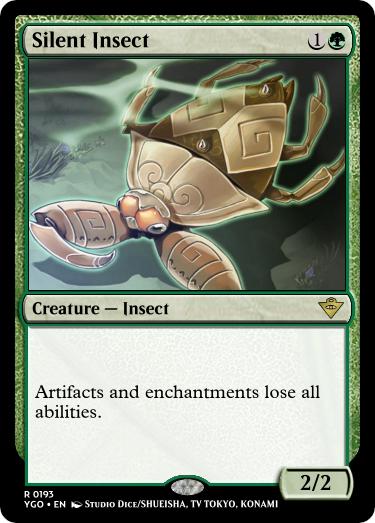 Silent Insect 1
Creature — Insect
Artifacts and enchantments lose all
abilities.
2/2
R 0193
YGO • EN Studio Dice/SHUEISHA, TV TOKYO, KONAMI